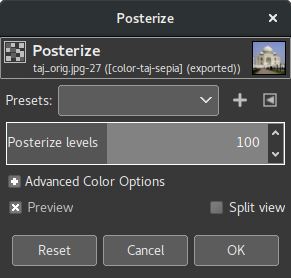 Posterize
Posterize
taj_orig.jpg-27 ([color-taj-sepia] (exported))
Presets:
Posterize levels 100
Advanced Color Options
Preview Split view
Reset Cancel OK